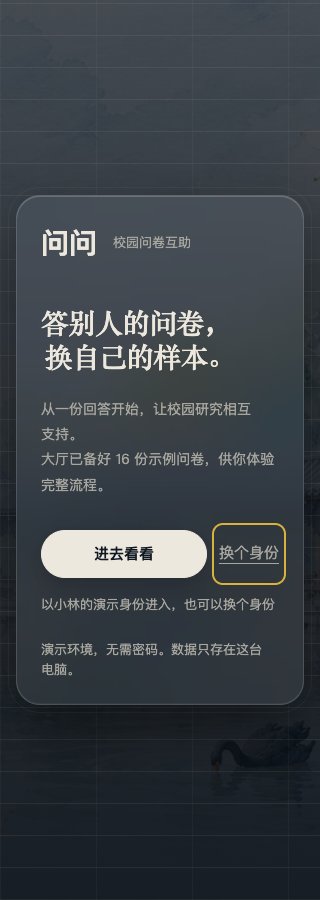 问问 校园问卷互助
答别人的问卷，
换自己的样本。
从一份回答开始，让校园研究相互
支持。
大厅已备好 16 份示例问卷，供你体验
完整流程。
进去看看 换个身份
以小林的演示身份进入，也可以换个身份
演示环境，无需密码。数据只存在这台
电脑。